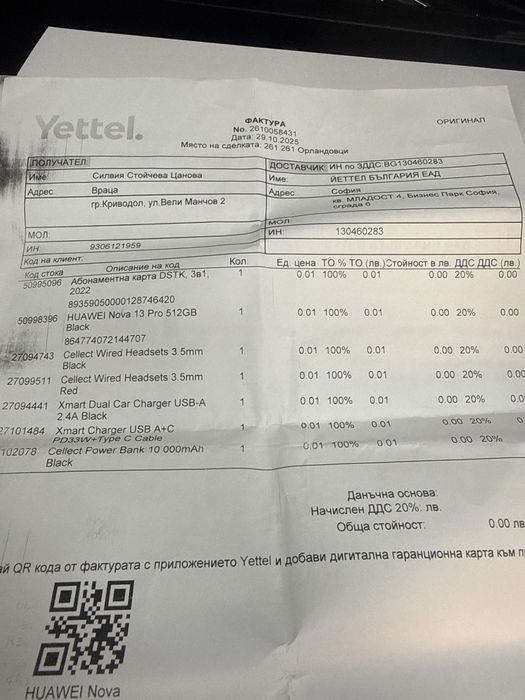 Yettel.
ФАКТУРА
No. 2610058431
Дата: 29.10.2025
Място на сделката: 261 261 Орландовци
ОРИГИНАЛ
ПОЛУЧАТЕЛ:
Име: Силвия Стойчева Цанова
Адрес: Враца
гр.Криводол, ул.Вели Манчов 2
МОЛ:
ИН: 9306121959
ДОСТАВЧИК: ИН по ЗДДС BG130460283
Име: ЙЕТТЕЛ БЪЛГАРИЯ ЕАД
Адрес: София
кв. МЛАДОСТ 4, Бизнес Парк София,
сграда 6
МОЛ:
ИН: 130460283
Код на клиент:
Код стока Описание на код Кол. Ед. цена ТО % ТО (лв.) Стойност в лв. ДДС ДДС (лв.)
50995096 Абонаментна карта DSTK, 3в1, 1 0.01 100% 0.01 0.00 20% 0.00
2022
89359050000128746420
50998396 HUAWEI Nova 13 Pro 512GB 1 0.01 100% 0.01 0.00 20% 0.00
Black
864774072144707
27094743 Cellect Wired Headsets 3.5mm 1 0.01 100% 0.01 0.00 20% 0.00
Black
27099511 Cellect Wired Headsets 3.5mm 1 0.01 100% 0.01 0.00 20% 0.00
Red
27094441 Xmart Dual Car Charger USB-A 1 0.01 100% 0.01 0.00 20% 0.0
2.4A Black
27101484 Xmart Charger USB A+C 1 0.01 100% 0.01 0.00 20% 0
PD33W+Type C Cable
102078 Cellect Power Bank 10 000mAh 1 0.01 100% 0.01 0.00 20%
Black
Данъчна основа:
Начислен ДДС 20%: лв.
Обща стойност: 0.00 лв
ай QR кода от фактурата с приложението Yettel и добави дигитална гаранционна карта към п
HUAWEI Nova